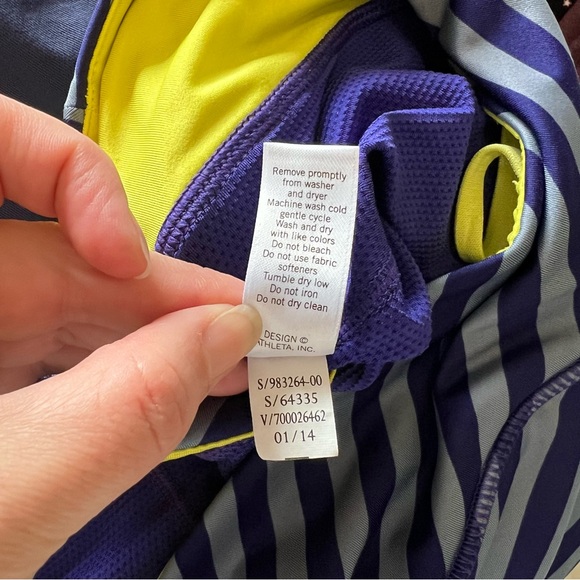 Remove promptly
from washer
and dryer
Machine wash cold
gentle cycle
Wash and dry
with like colors
Do not bleach
Do not use fabric
softeners
Tumble dry low
Do not iron
Do not dry clean
DESIGN ©
ATHLETA, INC.
S/983264-00
S/64335
V/700026462
01/14